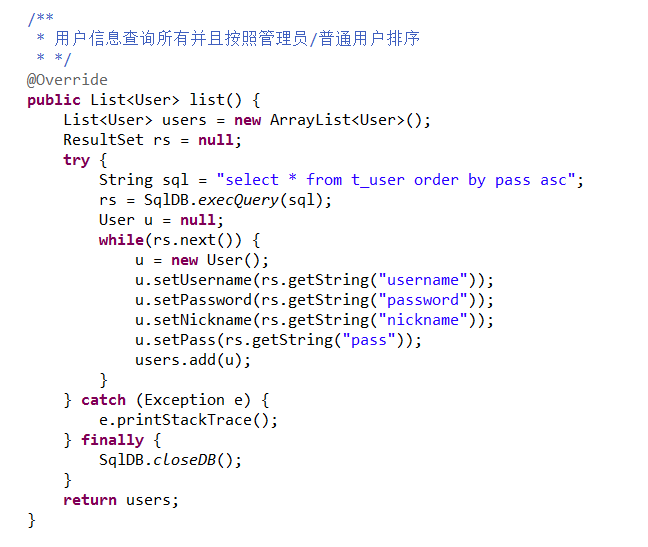 /**
 * 用户信息查询所有并且按照管理员/普通用户排序
 * */
@Override
public List<User> list() {
    List<User> users = new ArrayList<User>();
    ResultSet rs = null;
    try {
        String sql = "select * from t_user order by pass asc";
        rs = SqlDB.execQuery(sql);
        User u = null;
        while(rs.next()) {
            u = new User();
            u.setUsername(rs.getString("username"));
            u.setPassword(rs.getString("password"));
            u.setNickname(rs.getString("nickname"));
            u.setPass(rs.getString("pass"));
            users.add(u);
        }
    } catch (Exception e) {
        e.printStackTrace();
    } finally {
        SqlDB.closeDB();
    }
    return users;
}